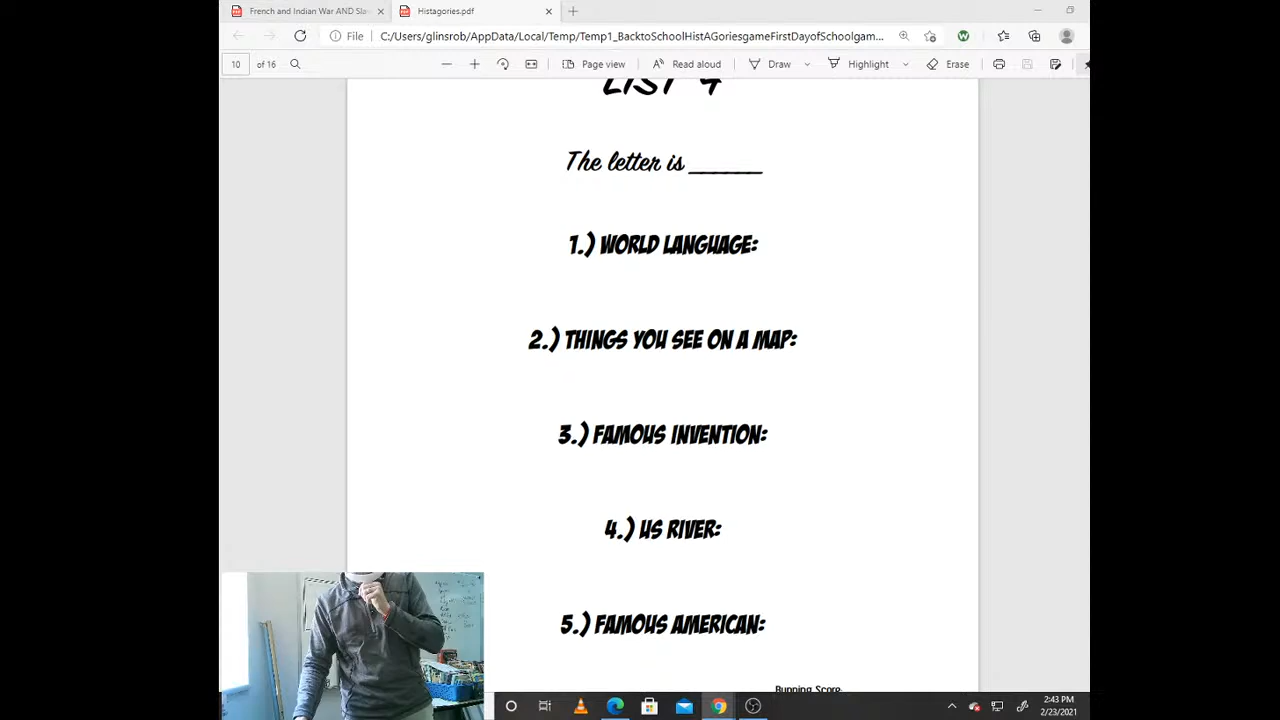 French and Indian War AND Sla
Histagories.pdf
File
C:/Users/glinsrob/AppData/Local/Temp/Temp1_BacktoSchoolHistAGoriesgameFirstDayofSchoolgam...
10 of 16
Page view
Read aloud
Draw
Highlight
Erase
LIST 4
The letter is ______
1.) WORLD LANGUAGE:
2.) THINGS YOU SEE ON A MAP:
3.) FAMOUS INVENTION:
4.) US RIVER:
5.) FAMOUS AMERICAN:
Running Score:
2:43 PM
2/23/2021